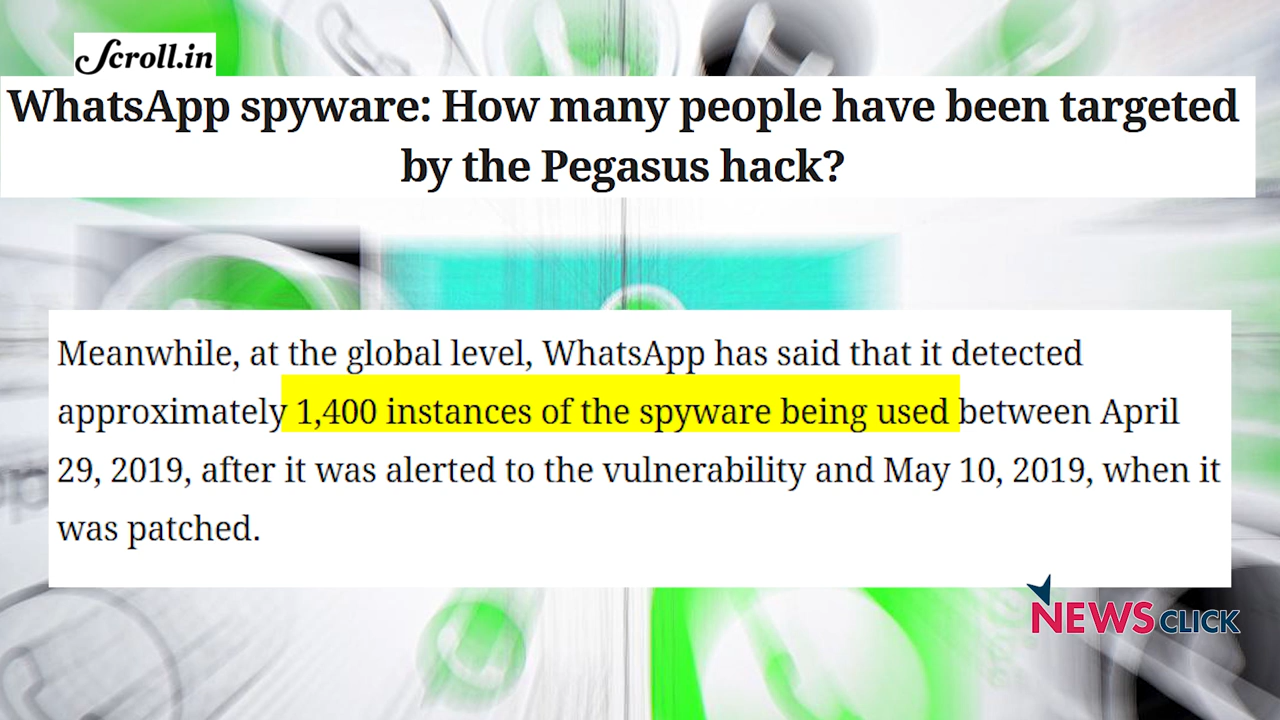 Scroll.in
WhatsApp spyware: How many people have been targeted
by the Pegasus hack?
Meanwhile, at the global level, WhatsApp has said that it detected
approximately 1,400 instances of the spyware being used between April
29, 2019, after it was alerted to the vulnerability and May 10, 2019, when it
was patched.
NEWSCLICK